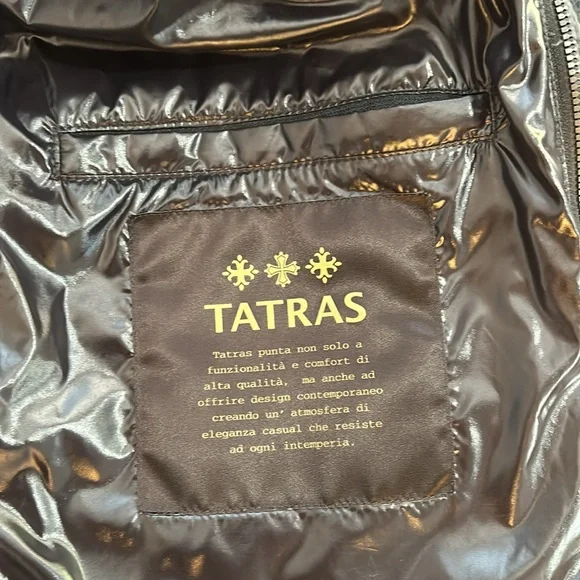 TATRAS
Tatras punta non solo a
funzionalità e comfort di
alta qualità, ma anche ad
offrire design contemporaneo
creando un' atmosfera di
eleganza casual che resiste
ad ogni intemperia.